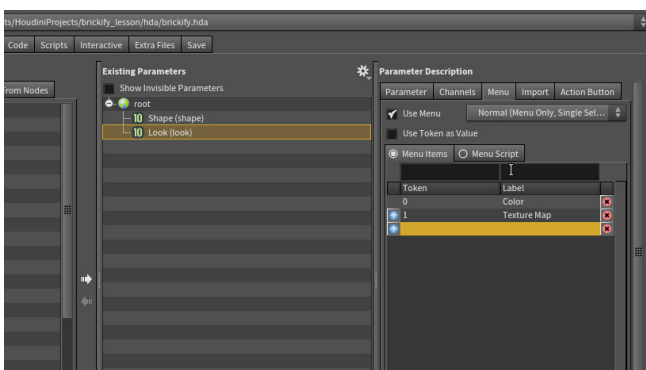 ts/HoudiniProjects/brickify_lesson/hda/brickify.hda
Code Scripts Interactive Extra Files Save
Existing Parameters
Parameter Description
From Nodes
Show Invisible Parameters
Parameter Channels Menu Import Action Button
root
Use Menu Normal (Menu Only, Single Sel...
10 Shape (shape)
10 Look (look)
Use Token as Value
Menu Items Menu Script
Token Label
0 Color
1 Texture Map